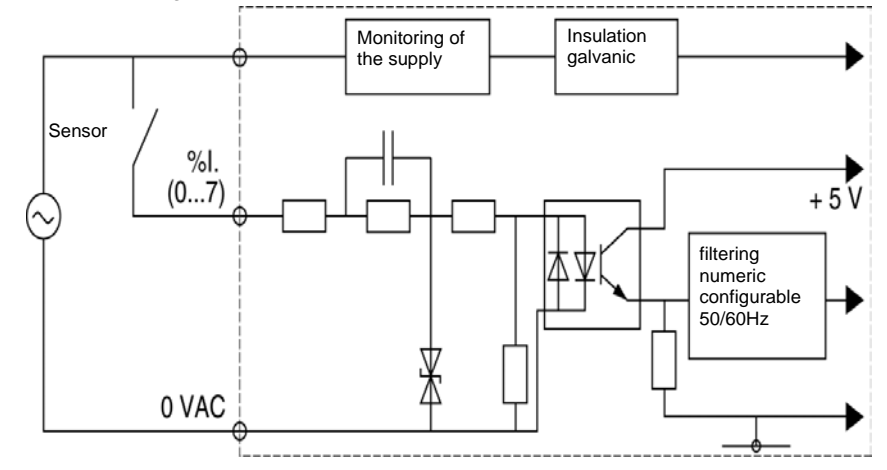 Monitoring of
the supply
Insulation
galvanic
Sensor
%I.
(0...7)
+ 5 V
filtering
numeric
configurable
50/60Hz
0 VAC